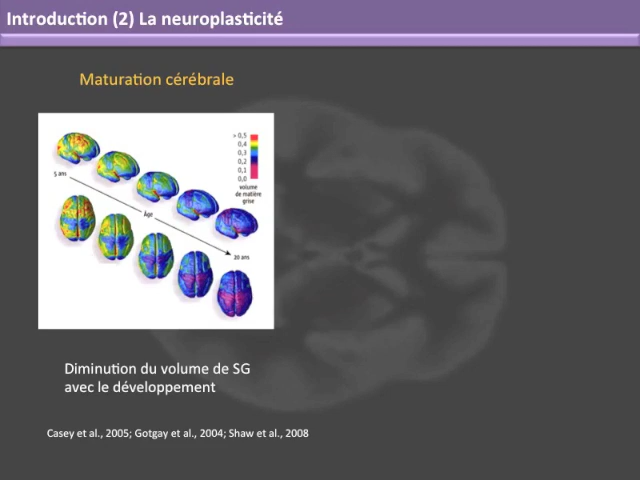 Introduction (2) La neuroplasticité
Maturation cérébrale
> 0,5
0,4
0,3
0,2
0,1
0,0
volume
de matière
grise
5 ans
Âge
20 ans
Diminution du volume de SG
avec le développement
Casey et al., 2005; Gotgay et al., 2004; Shaw et al., 2008